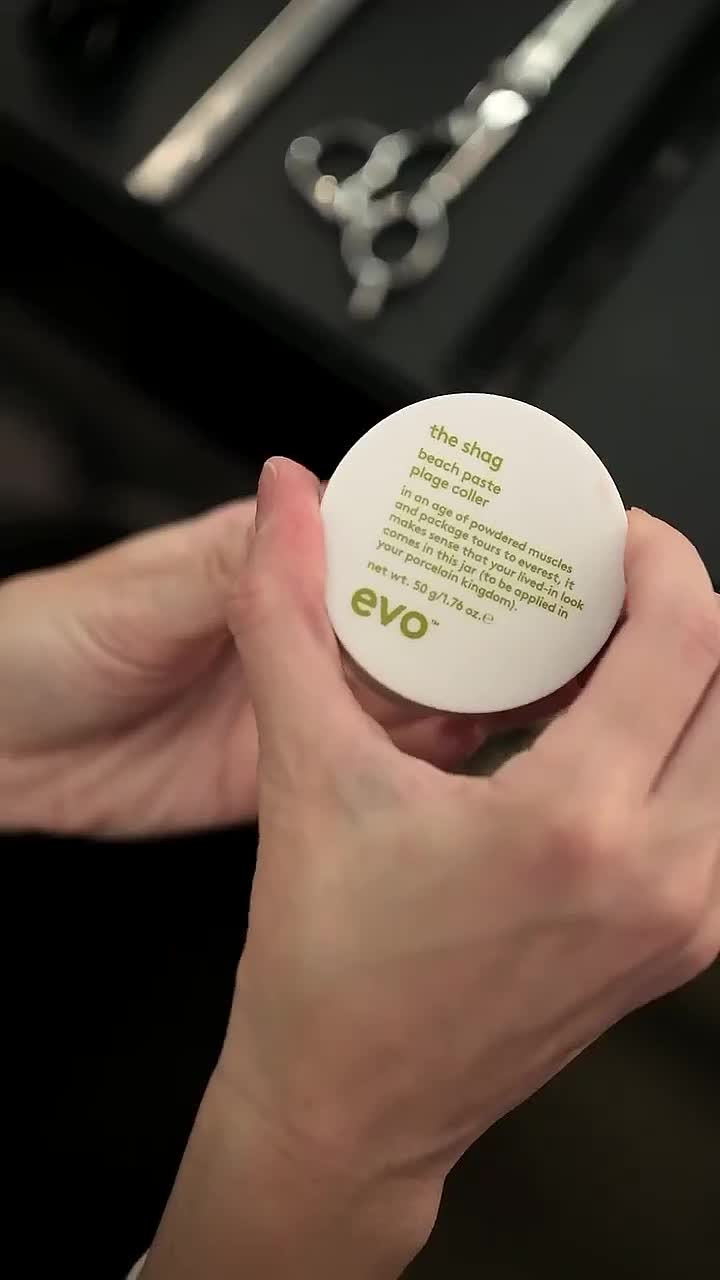 the shag
beach paste
plage coller
in an age of powdered muscles
and package tours to everest, it
makes sense that your lived-in look
comes in this jar (to be applied in
your porcelain kingdom).
net wt. 50 g/1.76 oz.℮
evo™